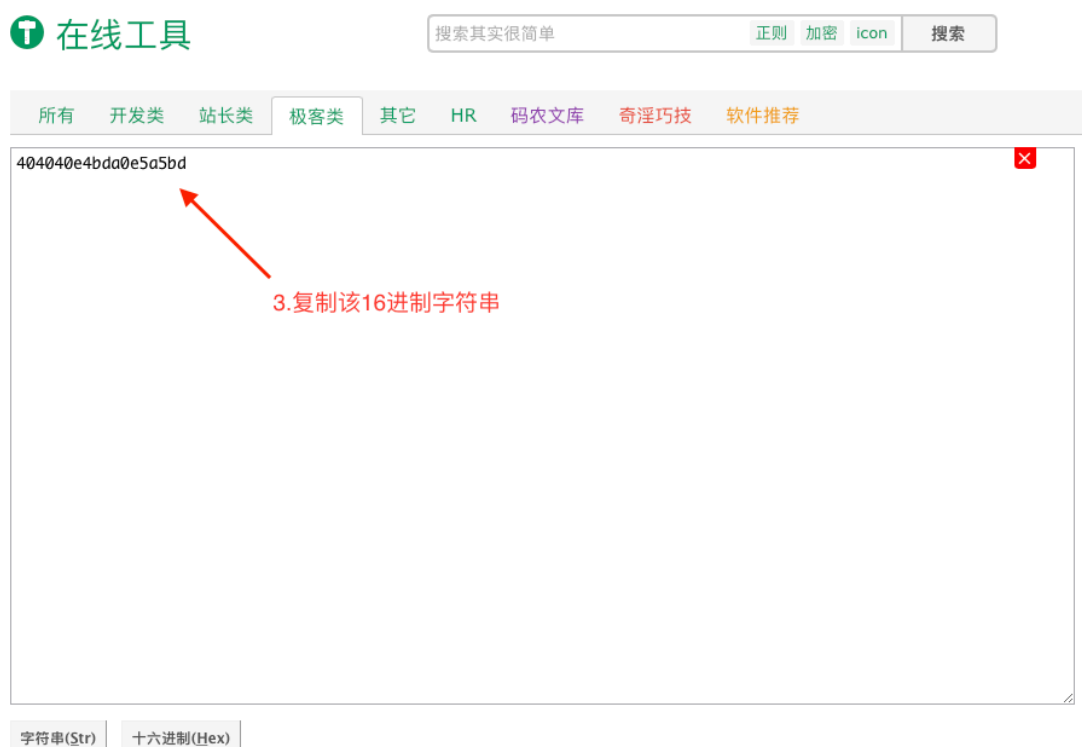 在线工具
搜索其实很简单 正则 加密 icon 搜索
所有 开发类 站长类 极客类 其它 HR 码农文库 奇淫巧技 软件推荐
404040e4bda0e5a5bd
3.复制该16进制字符串
字符串(Str) 十六进制(Hex)